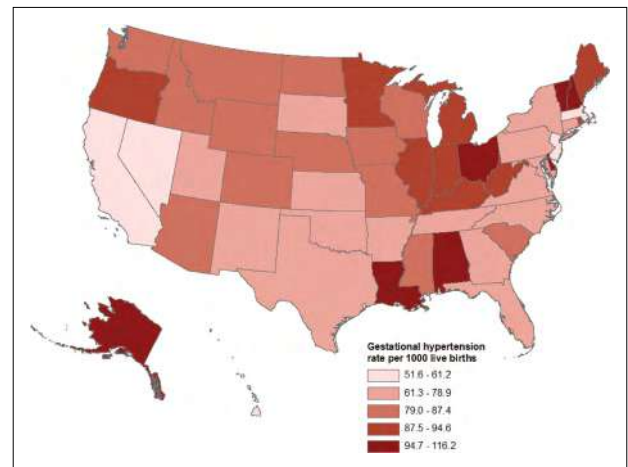 Gestational hypertension
rate per 1000 live births
51.6 - 61.2
61.3 - 78.9
79.0 - 87.4
87.5 - 94.6
94.7 - 116.2